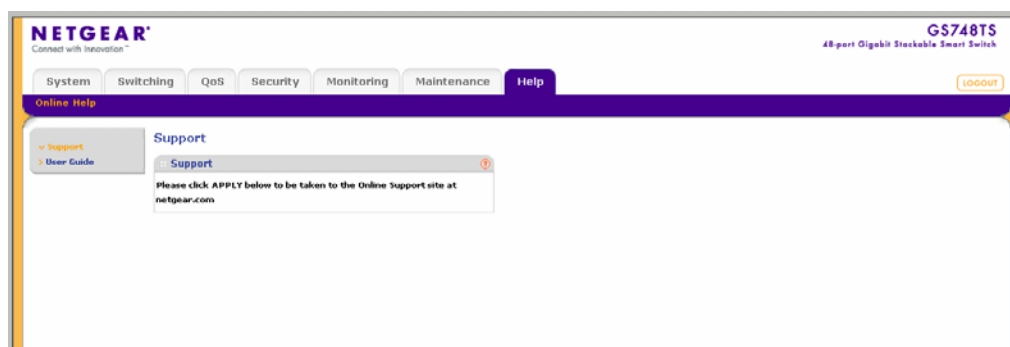 NETGEAR®
Connect with Innovation™
GS748TS
48-port Gigabit Stackable Smart Switch
System Switching QoS Security Monitoring Maintenance Help
LOGOUT
Online Help
Support
User Guide
Support
Support
Please click APPLY below to be taken to the Online Support site at
netgear.com